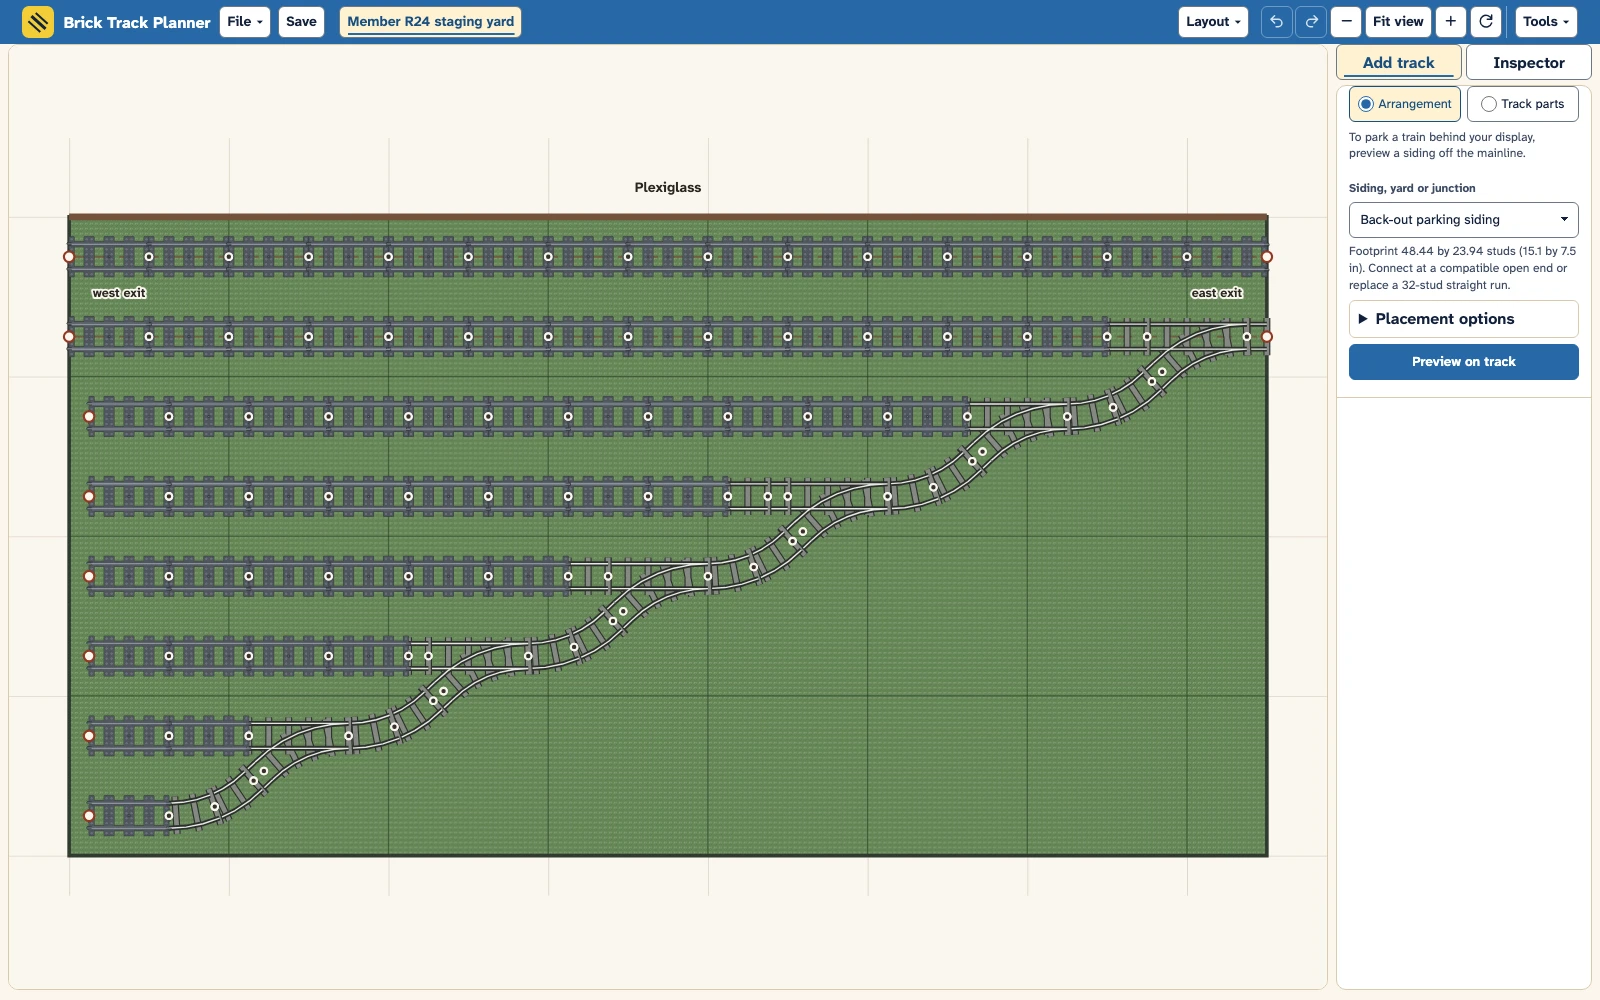 Brick Track Planner
File
Save
Member R24 staging yard
Layout
Fit view
Tools
Add track
Inspector
Arrangement
Track parts
To park a train behind your display,
preview a siding off the mainline.
Siding, yard or junction
Back-out parking siding
Footprint 48.44 by 23.94 studs (15.1 by 7.5
in). Connect at a compatible open end or
replace a 32-stud straight run.
Placement options
Preview on track
Plexiglass
west exit
east exit